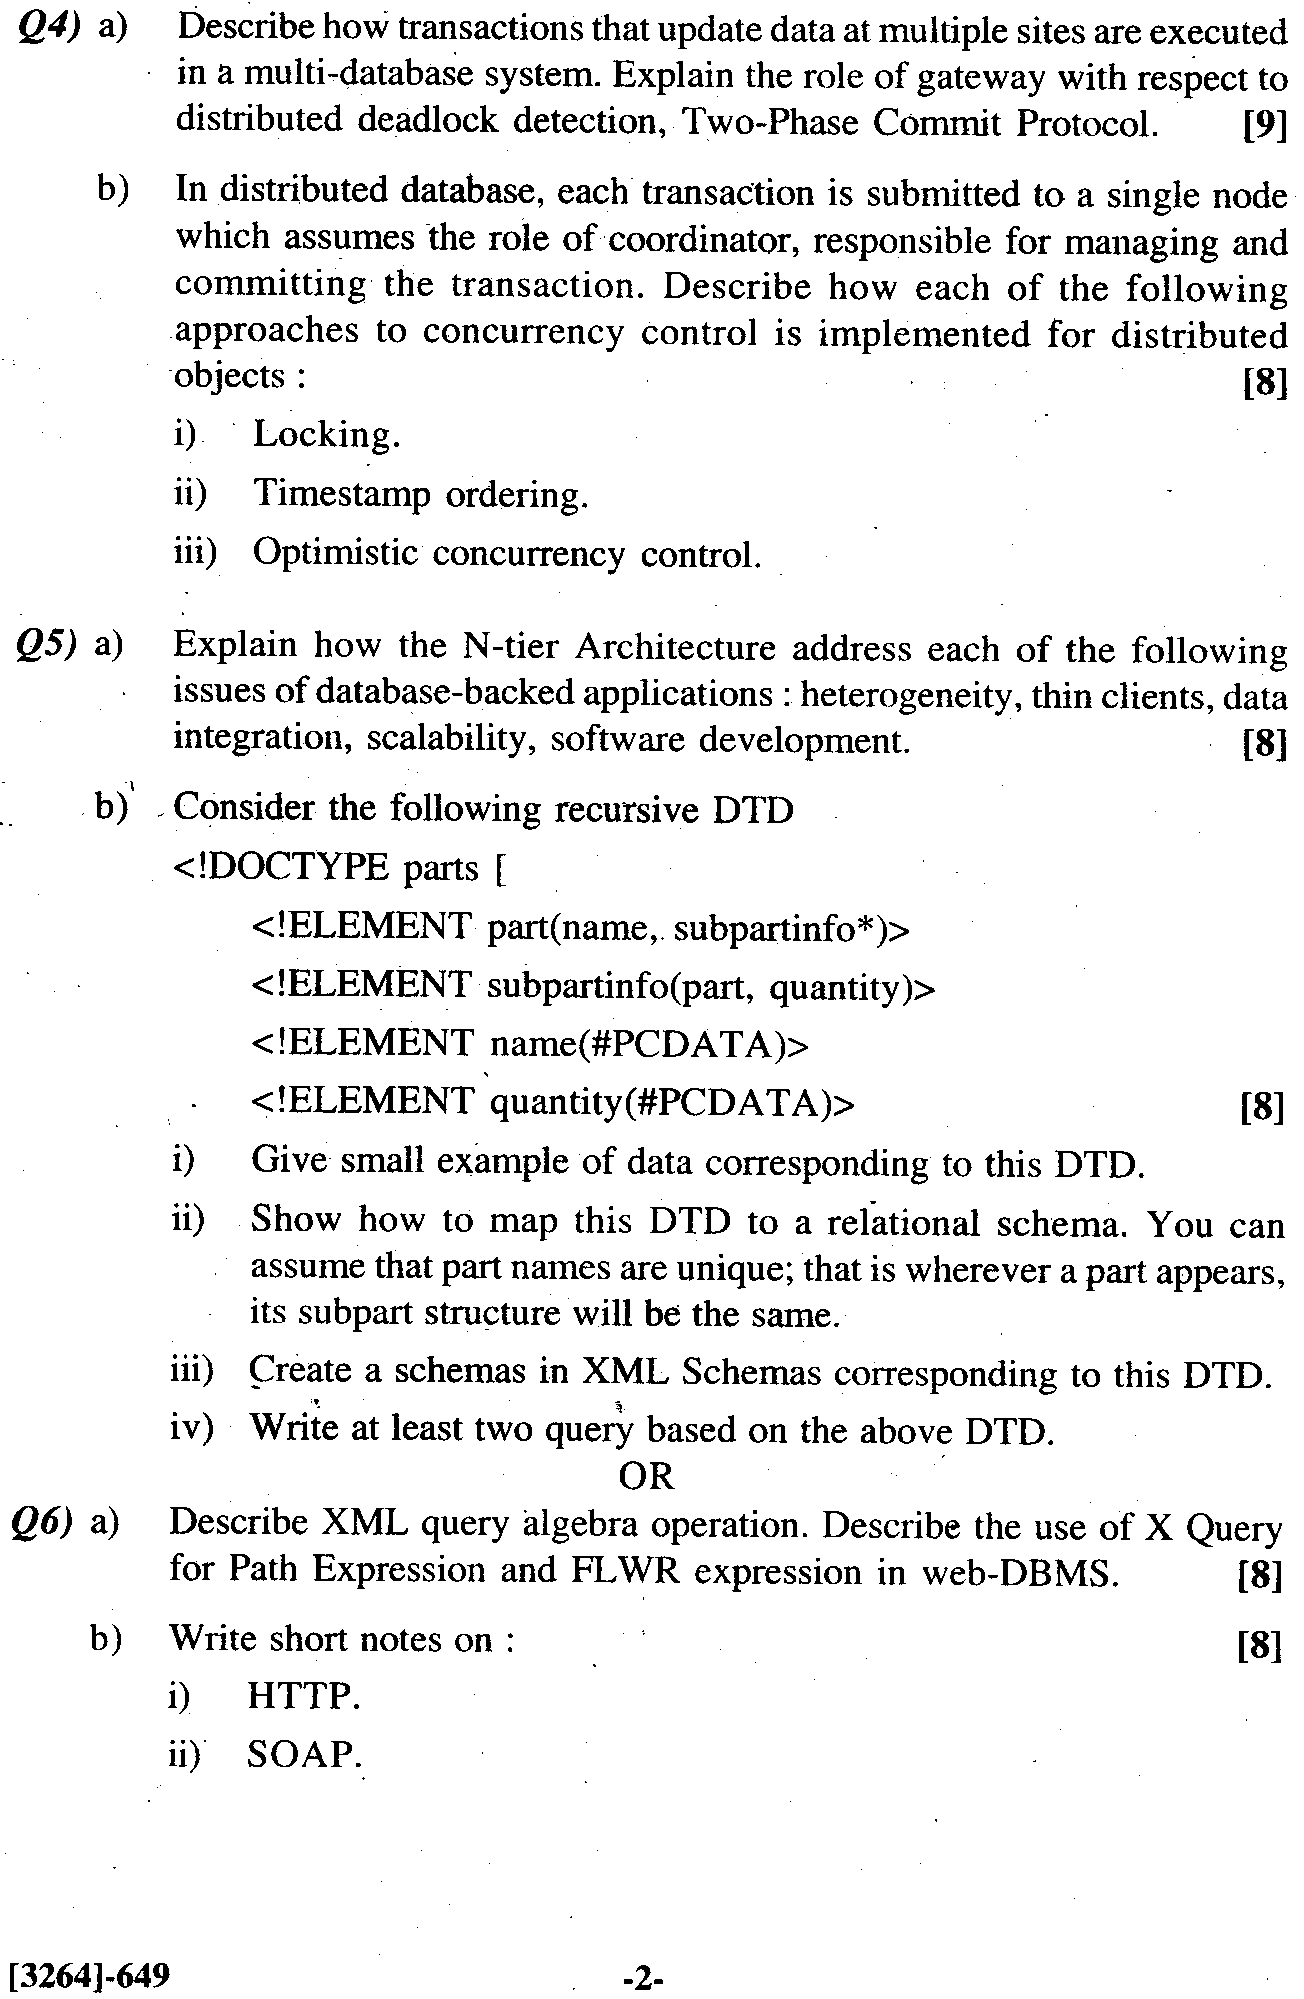 Q4) a) Describe how transactions that update data at multiple sites are executed
in a multi-database system. Explain the role of gateway with respect to
distributed deadlock detection, Two-Phase Commit Protocol. [9]
b) In distributed database, each transaction is submitted to a single node
which assumes the role of coordinator, responsible for managing and
committing the transaction. Describe how each of the following
approaches to concurrency control is implemented for distributed
objects : [8]
i) Locking.
ii) Timestamp ordering.
iii) Optimistic concurrency control.
Q5) a) Explain how the N-tier Architecture address each of the following
issues of database-backed applications : heterogeneity, thin clients, data
integration, scalability, software development. [8]
b) Consider the following recursive DTD
<!DOCTYPE parts [
<!ELEMENT part(name, subpartinfo*)>
<!ELEMENT subpartinfo(part, quantity)>
<!ELEMENT name(#PCDATA)>
<!ELEMENT quantity(#PCDATA)> [8]
i) Give small example of data corresponding to this DTD.
ii) Show how to map this DTD to a relational schema. You can
assume that part names are unique; that is wherever a part appears,
its subpart structure will be the same.
iii) Create a schemas in XML Schemas corresponding to this DTD.
iv) Write at least two query based on the above DTD.
OR
Q6) a) Describe XML query algebra operation. Describe the use of X Query
for Path Expression and FLWR expression in web-DBMS. [8]
b) Write short notes on : [8]
i) HTTP.
ii) SOAP.
[3264]-649 -2-